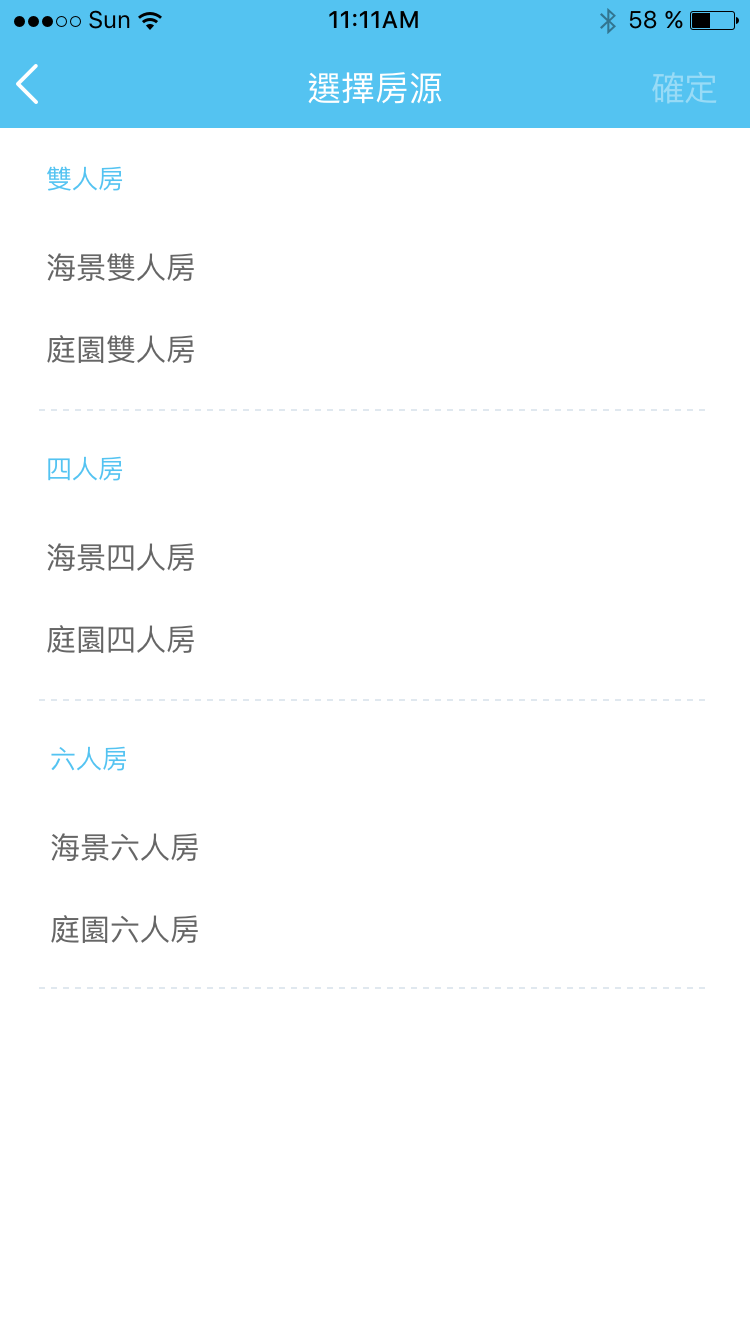 Sun 11:11AM 58 %
選擇房源 確定
雙人房
海景雙人房
庭園雙人房
四人房
海景四人房
庭園四人房
六人房
海景六人房
庭園六人房